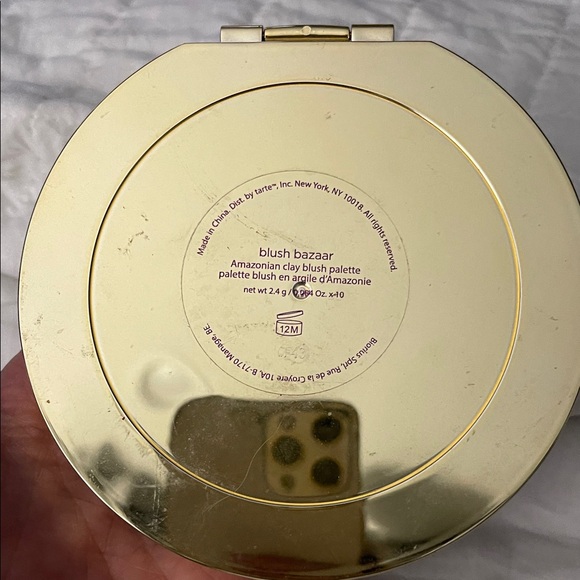 Made in China. Dist. by tarte™, Inc. New York, NY 10018. All rights reserved.
blush bazaar
Amazonian clay blush palette
palette blush en argile d'Amazonie
net wt 2.4 g / 0.084 Oz. x 10
12M
Biorius Sprl, Rue de la Croyere 10A, B-7170 Manage, BE